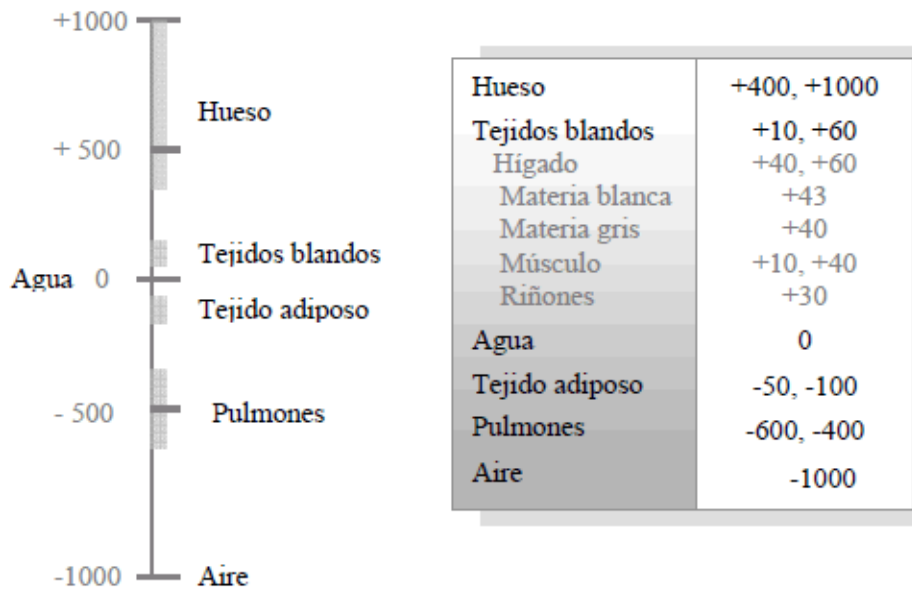 +1000
Hueso
+ 500
Tejidos blandos
Agua 0
Tejido adiposo
- 500
Pulmones
-1000
Aire
Hueso +400, +1000
Tejidos blandos +10, +60
Hígado +40, +60
Materia blanca +43
Materia gris +40
Músculo +10, +40
Riñones +30
Agua 0
Tejido adiposo -50, -100
Pulmones -600, -400
Aire -1000